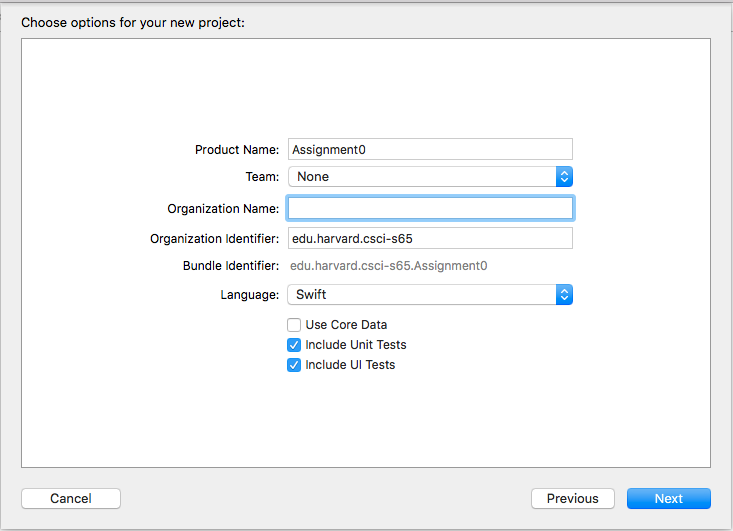 Choose options for your new project:
Product Name: Assignment0
Team: None
Organization Name:
Organization Identifier: edu.harvard.csci-s65
Bundle Identifier: edu.harvard.csci-s65.Assignment0
Language: Swift
Use Core Data
Include Unit Tests
Include UI Tests
Cancel Previous Next